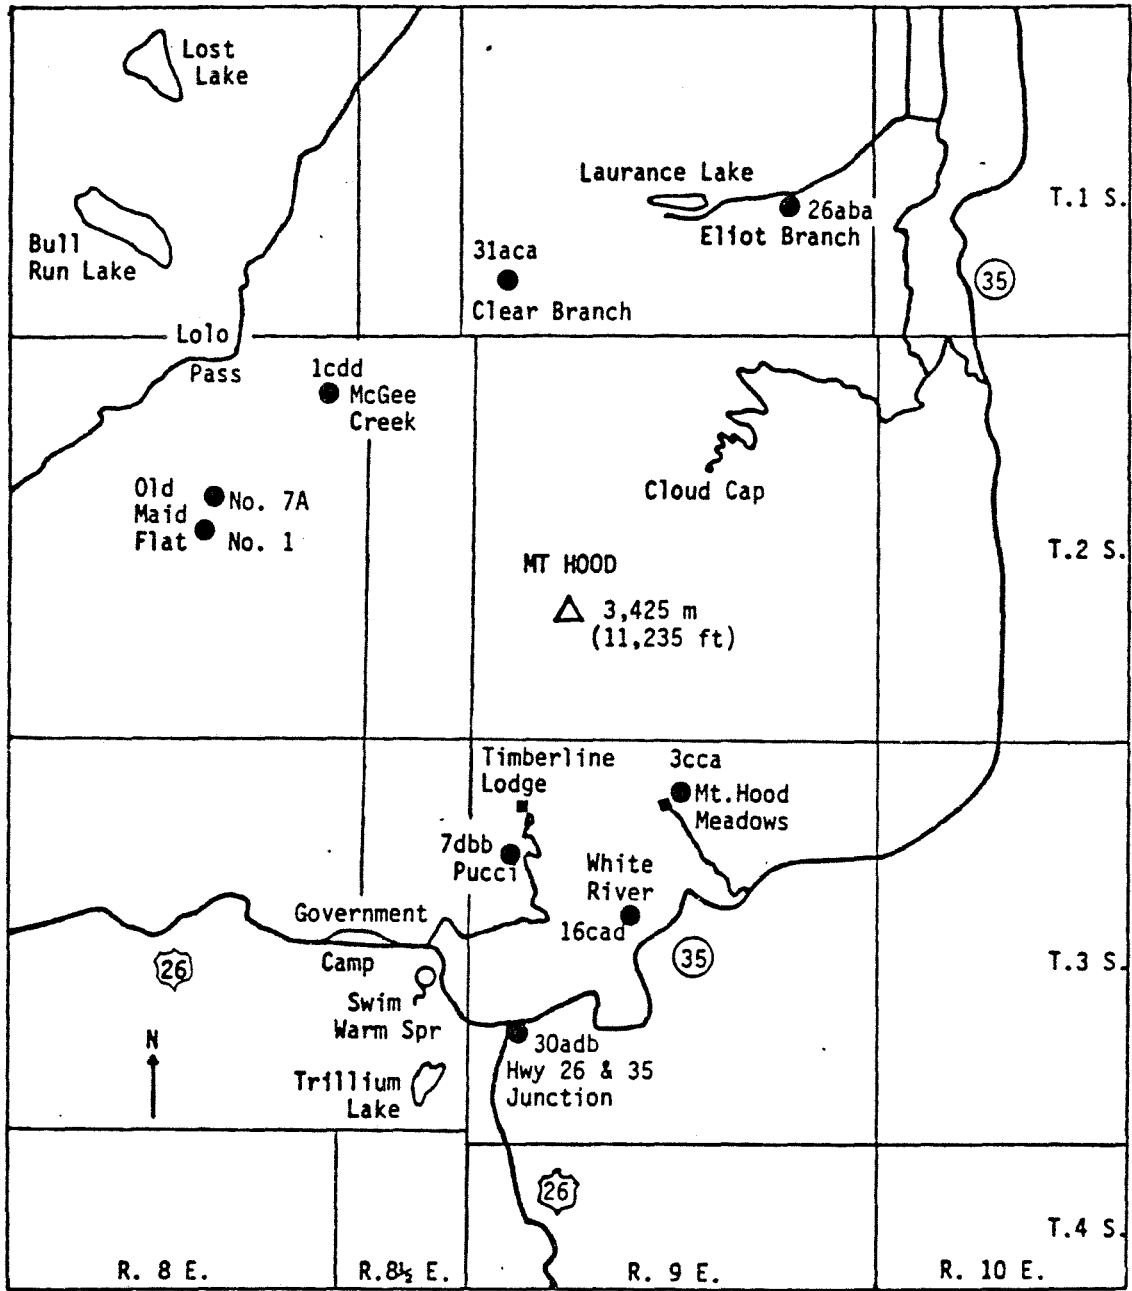 Lost
Lake
Laurance Lake
T.1 S.
26aba
Eliot Branch
Bull
Run Lake
31aca
Clear Branch
35
Lolo
Pass
1cdd
McGee
Creek
Old
Maid
Flat
No. 7A
No. 1
Cloud Cap
T.2 S.
MT HOOD
3,425 m
(11,235 ft)
Timberline
Lodge
3cca
Mt.Hood
Meadows
7dbb
Pucci
White
River
16cad
Government
Camp
26
35
T.3 S.
Swim
Warm Spr
N
30adb
Hwy 26 & 35
Junction
Trillium
Lake
26
T.4 S.
R. 8 E.
R.8½ E.
R. 9 E.
R. 10 E.